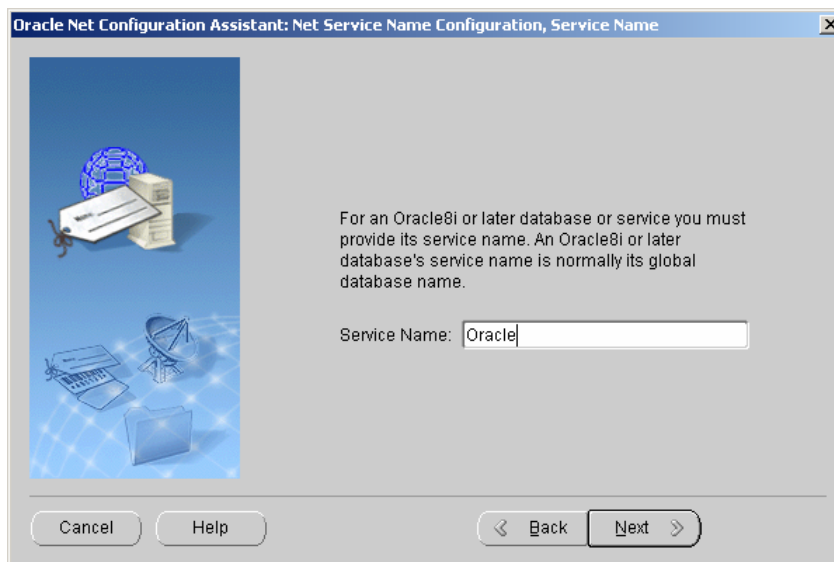 Oracle Net Configuration Assistant: Net Service Name Configuration, Service Name
For an Oracle8i or later database or service you must
provide its service name. An Oracle8i or later
database's service name is normally its global
database name.
Service Name: Oracle
Cancel Help Back Next